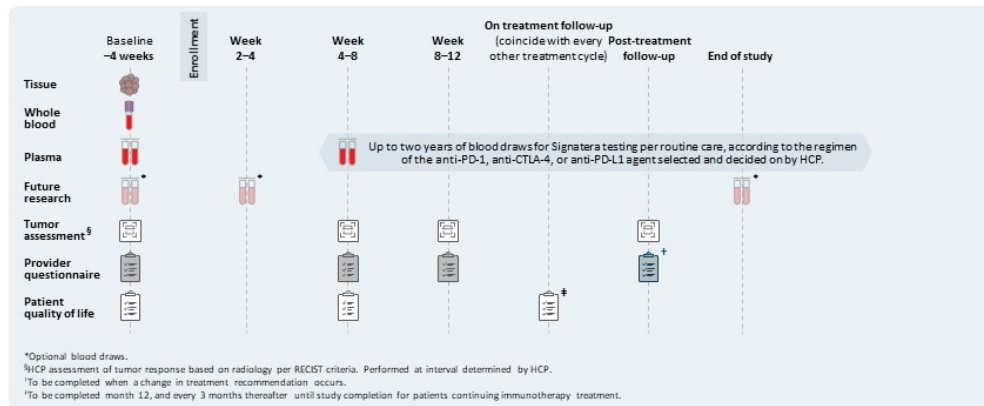 Enrollment
On treatment follow-up
Baseline Week Week Week (coincide with every Post-treatment
–4 weeks 2–4 4–8 8–12 other treatment cycle) follow-up End of study
Tissue
Whole
blood
Plasma
Up to two years of blood draws for Signatera testing per routine care, according to the regimen
of the anti-PD-1, anti-CTLA-4, or anti-PD-L1 agent selected and decided on by HCP.
Future
research
* * *
Tumor
assessment§
Provider
questionnaire
†
Patient
quality of life
‡
*Optional blood draws.
§HCP assessment of tumor response based on radiology per RECIST criteria. Performed at interval determined by HCP.
†To be completed when a change in treatment recommendation occurs.
‡To be completed month 12, and every 3 months thereafter until study completion for patients continuing immunotherapy treatment.